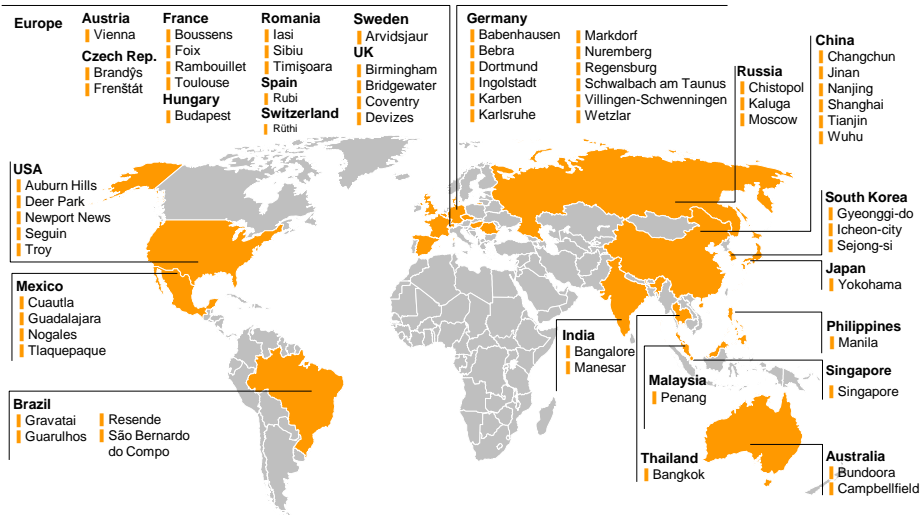 Europe
Austria
Vienna
Czech Rep.
Brandŷs
Frenštát
France
Boussens
Foix
Rambouillet
Toulouse
Hungary
Budapest
Romania
Iasi
Sibiu
Timişoara
Spain
Rubi
Switzerland
Rüthi
Sweden
Arvidsjaur
UK
Birmingham
Bridgewater
Coventry
Devizes
Germany
Babenhausen
Bebra
Dortmund
Ingolstadt
Karben
Karlsruhe
Markdorf
Nuremberg
Regensburg
Schwalbach am Taunus
Villingen-Schwenningen
Wetzlar
Russia
Chistopol
Kaluga
Moscow
China
Changchun
Jinan
Nanjing
Shanghai
Tianjin
Wuhu
USA
Auburn Hills
Deer Park
Newport News
Seguin
Troy
Mexico
Cuautla
Guadalajara
Nogales
Tlaquepaque
Brazil
Gravatai
Guarulhos
Resende
São Bernardo
do Compo
South Korea
Gyeonggi-do
Icheon-city
Sejong-si
Japan
Yokohama
India
Bangalore
Manesar
Philippines
Manila
Singapore
Singapore
Malaysia
Penang
Thailand
Bangkok
Australia
Bundoora
Campbellfield